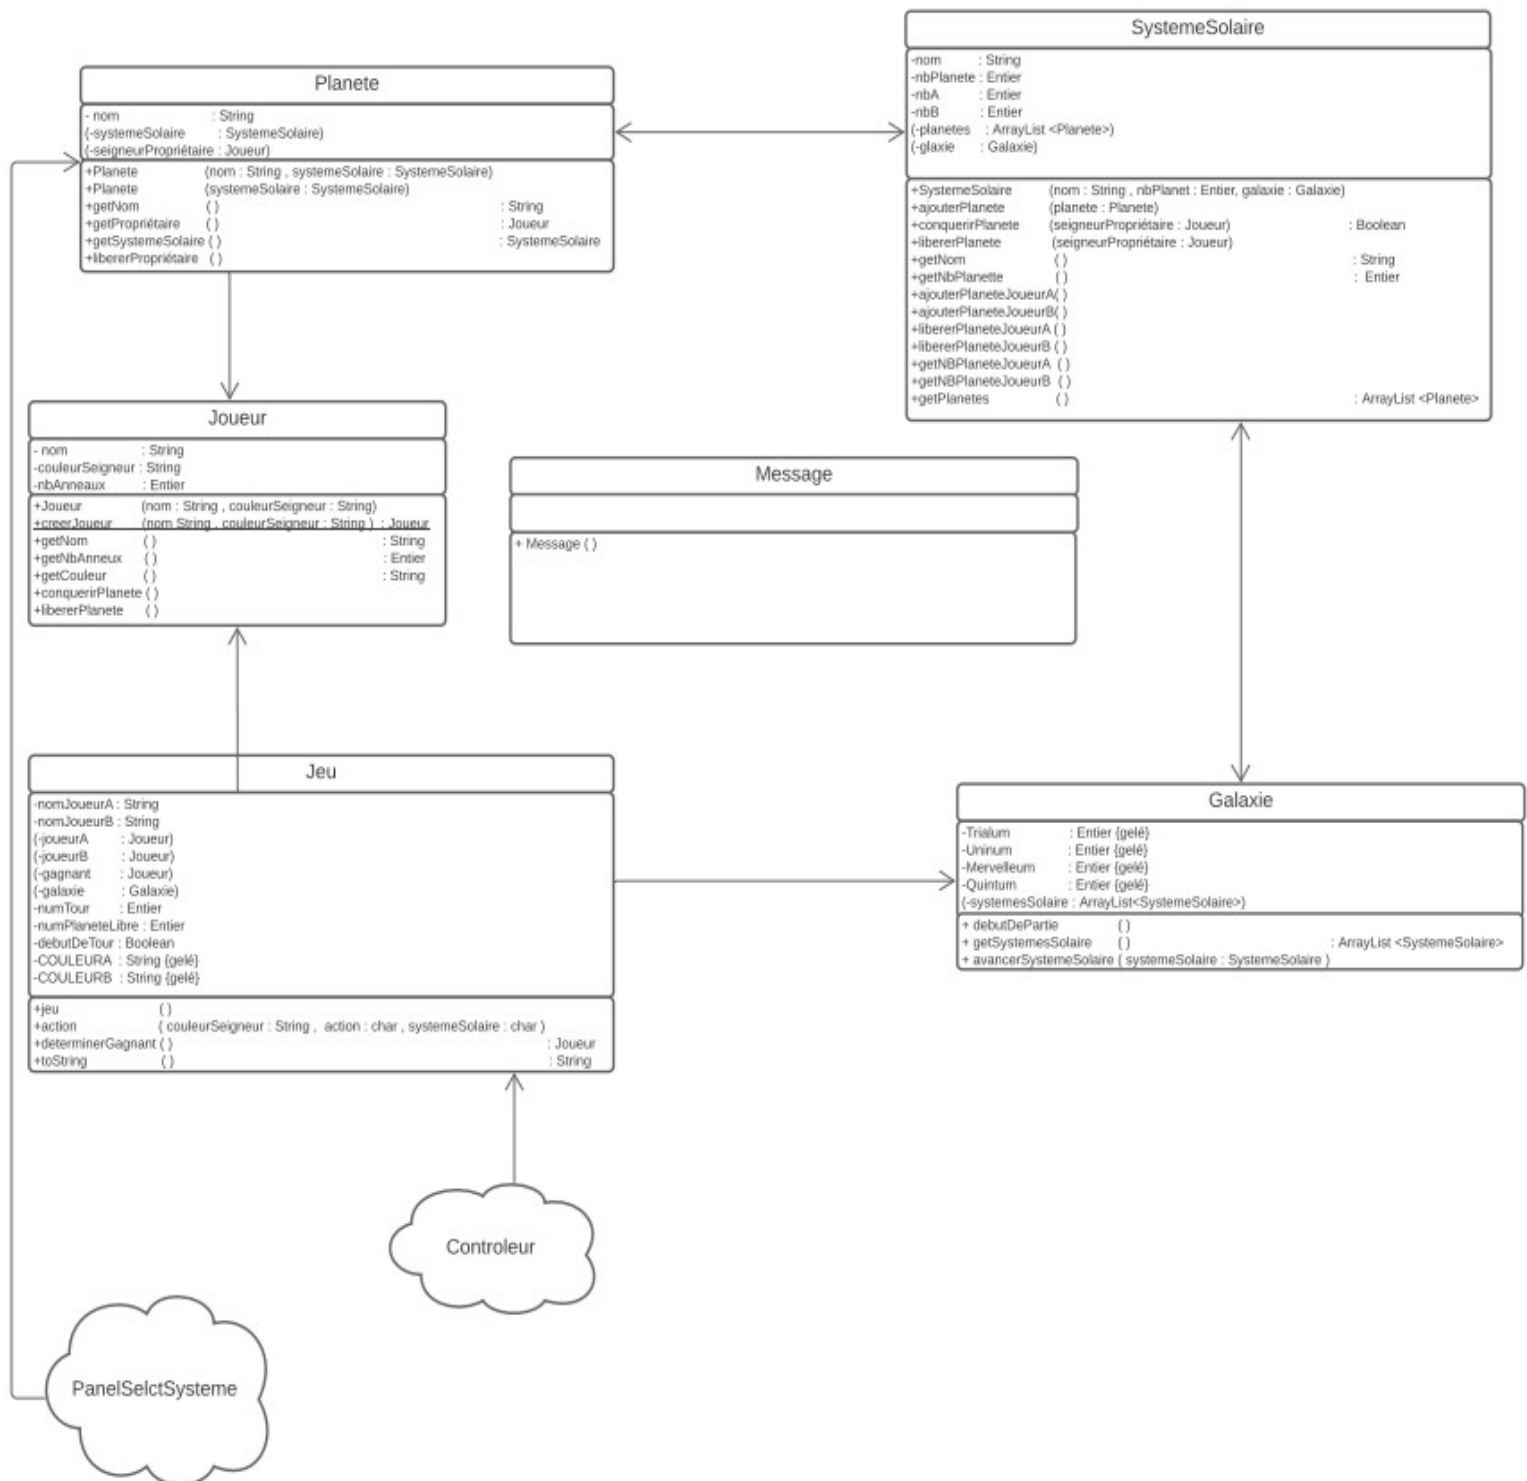 SystemeSolaire
-nom : String
-nbPlanete : Entier
-nbA : Entier
-nbB : Entier
(-planetes : ArrayList <Planete>)
(-glaxie : Galaxie)
+SystemeSolaire (nom : String , nbPlanet : Entier, galaxie : Galaxie)
+ajouterPlanete (planete : Planete)
+conquerirPlanete (seigneurPropriétaire : Joueur) : Boolean
+libererPlanete (seigneurPropriétaire : Joueur)
+getNom ( ) : String
+getNbPlanette ( ) : Entier
+ajouterPlaneteJoueurA( )
+ajouterPlaneteJoueurB( )
+libererPlaneteJoueurA ( )
+libererPlaneteJoueurB ( )
+getNBPlaneteJoueurA ( )
+getNBPlaneteJoueurB ( )
+getPlanetes ( ) : ArrayList <Planete>
Planete
- nom : String
(-systemeSolaire : SystemeSolaire)
(-seigneurPropriétaire : Joueur)
+Planete (nom : String , systemeSolaire : SystemeSolaire)
+Planete (systemeSolaire : SystemeSolaire)
+getNom ( ) : String
+getPropriétaire ( ) : Joueur
+getSystemeSolaire ( ) : SystemeSolaire
+libererPropriétaire ( )
Joueur
- nom : String
-couleurSeigneur : String
-nbAnneaux : Entier
+Joueur (nom : String , couleurSeigneur : String)
+creerJoueur (nom String , couleurSeigneur : String ) : Joueur
+getNom ( ) : String
+getNbAnneux ( ) : Entier
+getCouleur ( ) : String
+conquerirPlanete ( )
+libererPlanete ( )
Message
+ Message ( )
Jeu
-nomJoueurA : String
-nomJoueurB : String
(-joueurA : Joueur)
(-joueurB : Joueur)
(-gagnant : Joueur)
(-galaxie : Galaxie)
-numTour : Entier
-numPlaneteLibre : Entier
-debutDeTour : Boolean
-COULEURA : String {gelé}
-COULEURB : String {gelé}
+jeu ( )
+action ( couleurSeigneur : String , action : char , systemeSolaire : char )
+determinerGagnant ( ) : Joueur
+toString ( ) : String
Galaxie
-Trialum : Entier {gelé}
-Uninum : Entier {gelé}
-Mervelleum : Entier {gelé}
-Quintum : Entier {gelé}
(-systemesSolaire : ArrayList<SystemeSolaire>)
+ debutDePartie ( )
+ getSystemesSolaire ( ) : ArrayList <SystemeSolaire>
+ avancerSystemeSolaire ( systemeSolaire : SystemeSolaire )
Controleur
PanelSelctSysteme